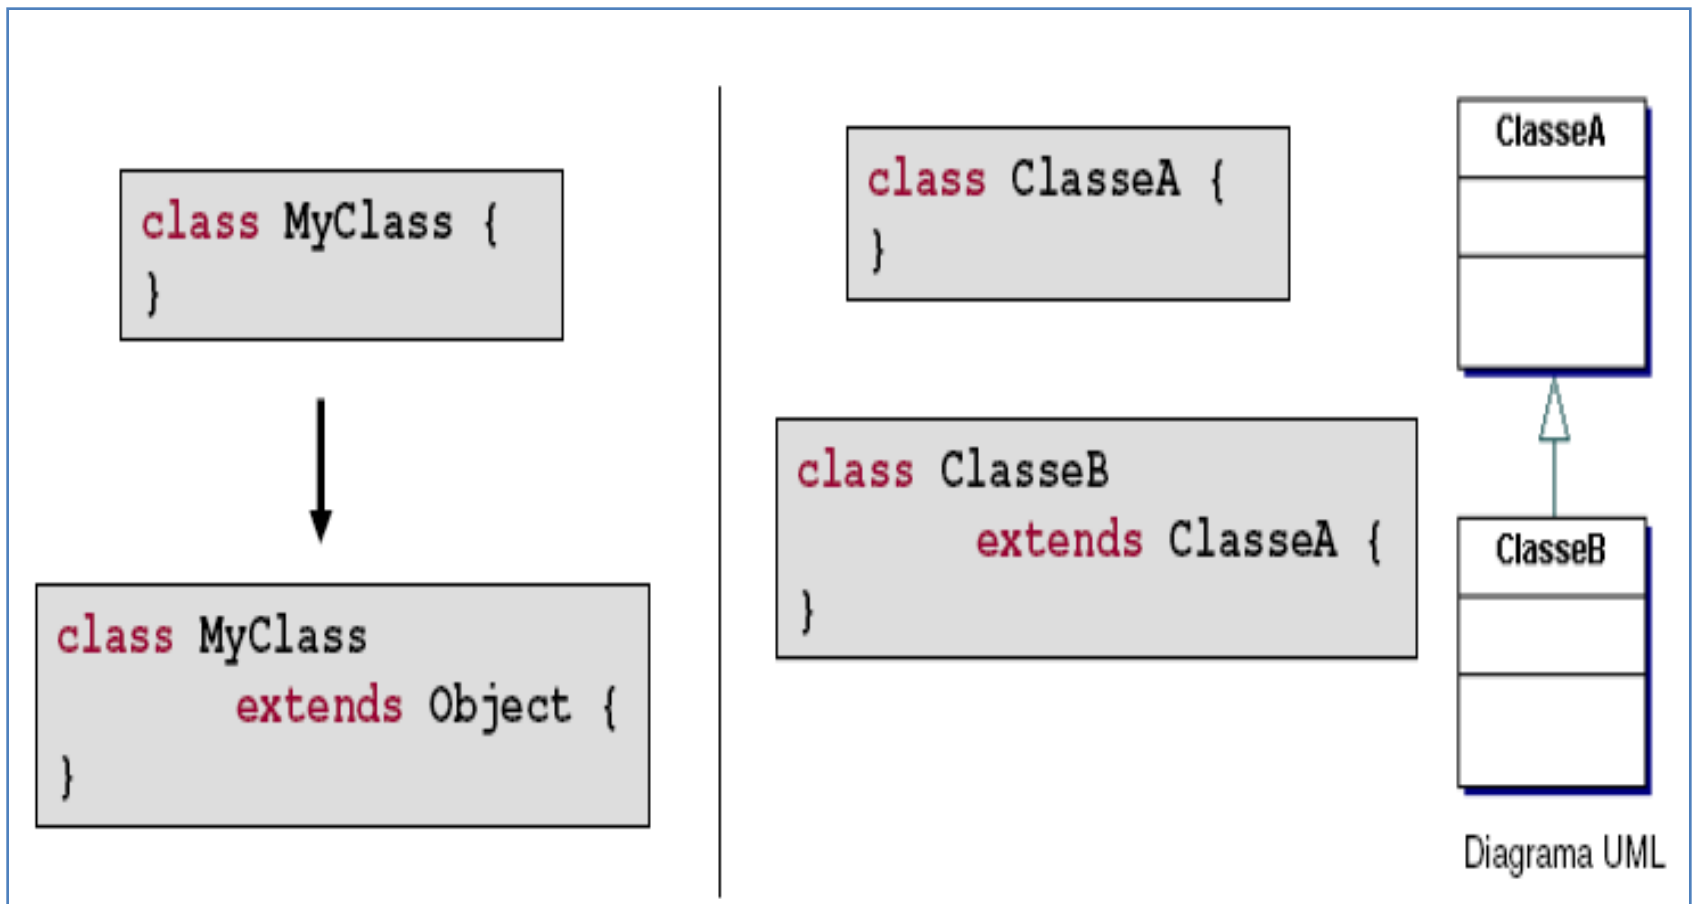 class MyClass {
}
class MyClass
extends Object {
}
class ClasseA {
}
class ClasseB
extends ClasseA {
}
ClasseA
ClasseB
Diagrama UML